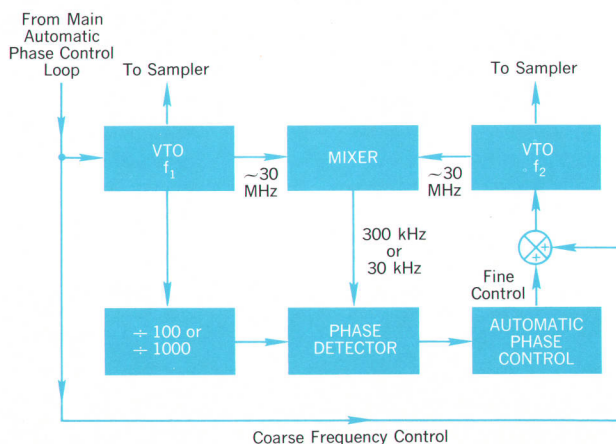 From Main
Automatic
Phase Control
Loop
To Sampler
To Sampler
VTO
f₁
MIXER
VTO
f₂
~30
MHz
~30
MHz
300 kHz
or
30 kHz
+
+
Fine
Control
÷ 100 or
÷ 1000
PHASE
DETECTOR
AUTOMATIC
PHASE
CONTROL
Coarse Frequency Control